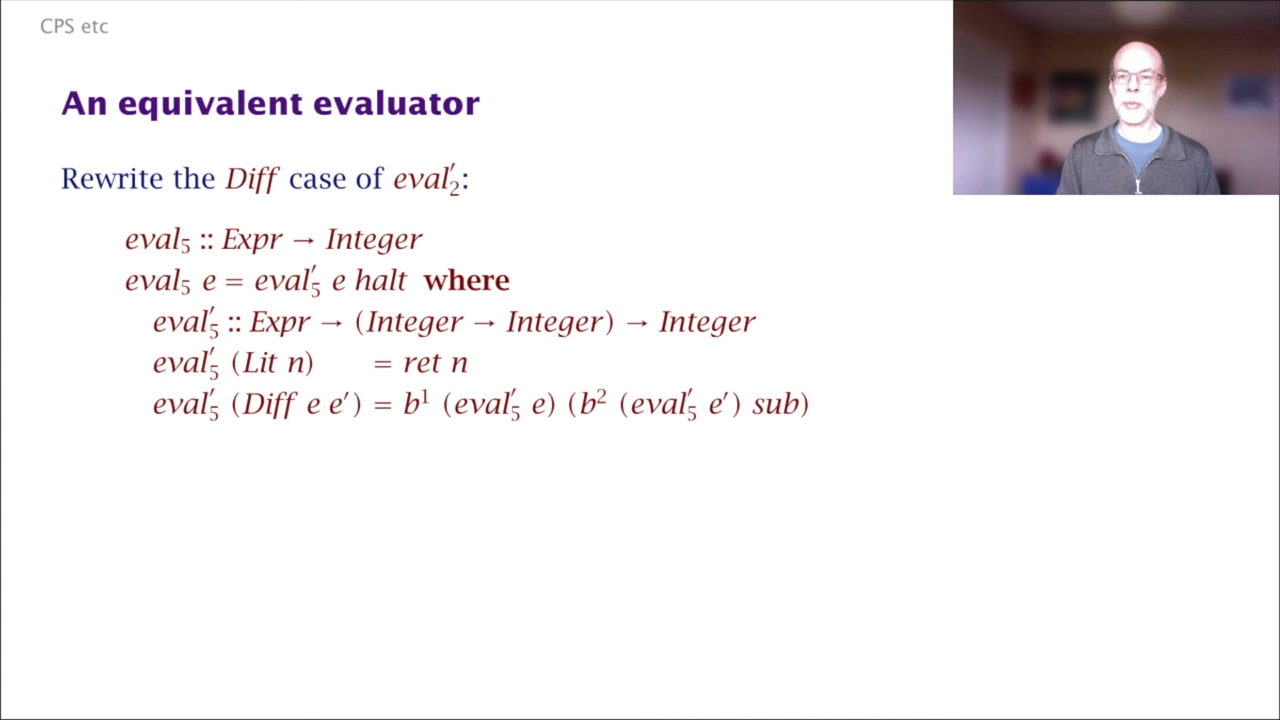 CPS etc
An equivalent evaluator
Rewrite the Diff case of eval′₂:
eval₅ :: Expr → Integer
eval₅ e = eval′₅ e halt where
eval′₅ :: Expr → (Integer → Integer) → Integer
eval′₅ (Lit n) = ret n
eval′₅ (Diff e e′) = b¹ (eval′₅ e) (b² (eval′₅ e′) sub)